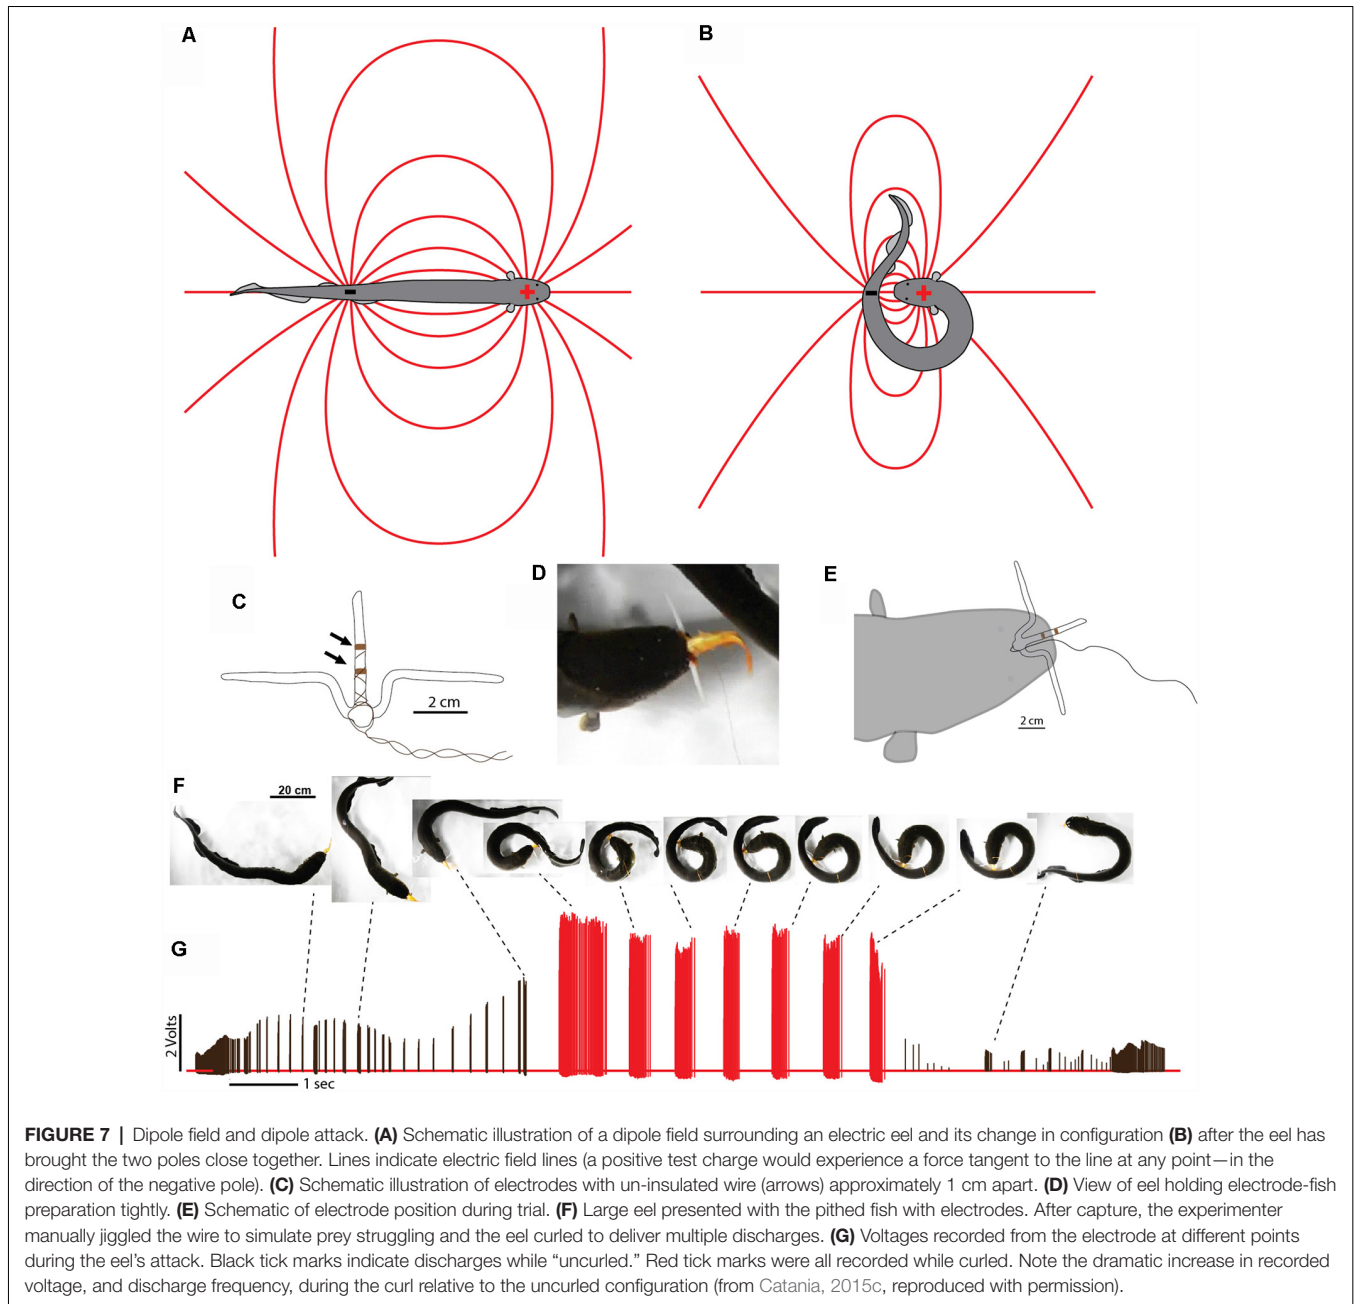 A
B
C
2 cm
D
E
2 cm
F
20 cm
G
2 Volts
1 sec
FIGURE 7 | Dipole field and dipole attack. (A) Schematic illustration of a dipole field surrounding an electric eel and its change in configuration (B) after the eel has
brought the two poles close together. Lines indicate electric field lines (a positive test charge would experience a force tangent to the line at any point—in the
direction of the negative pole). (C) Schematic illustration of electrodes with un-insulated wire (arrows) approximately 1 cm apart. (D) View of eel holding electrode-fish
preparation tightly. (E) Schematic of electrode position during trial. (F) Large eel presented with the pithed fish with electrodes. After capture, the experimenter
manually jiggled the wire to simulate prey struggling and the eel curled to deliver multiple discharges. (G) Voltages recorded from the electrode at different points
during the eel's attack. Black tick marks indicate discharges while “uncurled.” Red tick marks were all recorded while curled. Note the dramatic increase in recorded
voltage, and discharge frequency, during the curl relative to the uncurled configuration (from Catania, 2015c, reproduced with permission).